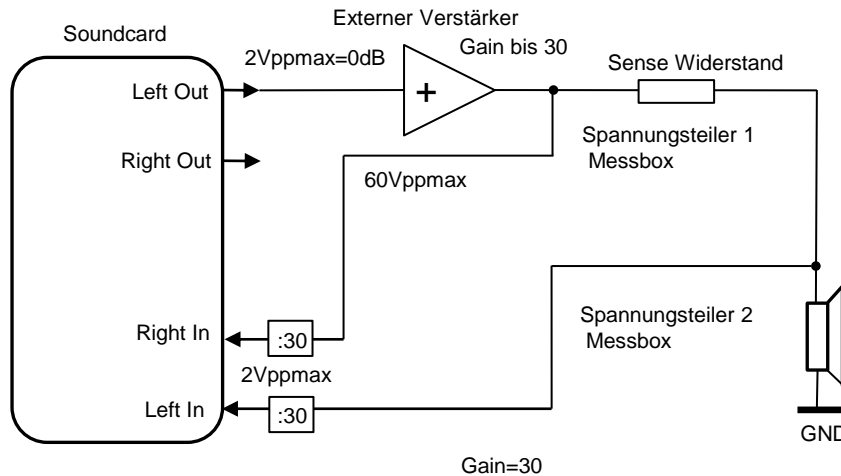 Externer Verstärker
Soundcard
Gain bis 30
2Vppmax=0dB
Sense Widerstand
Left Out
+
Spannungsteiler 1
Messbox
Right Out
60Vppmax
Spannungsteiler 2
Messbox
Right In
:30
2Vppmax
Left In
:30
GND
Gain=30